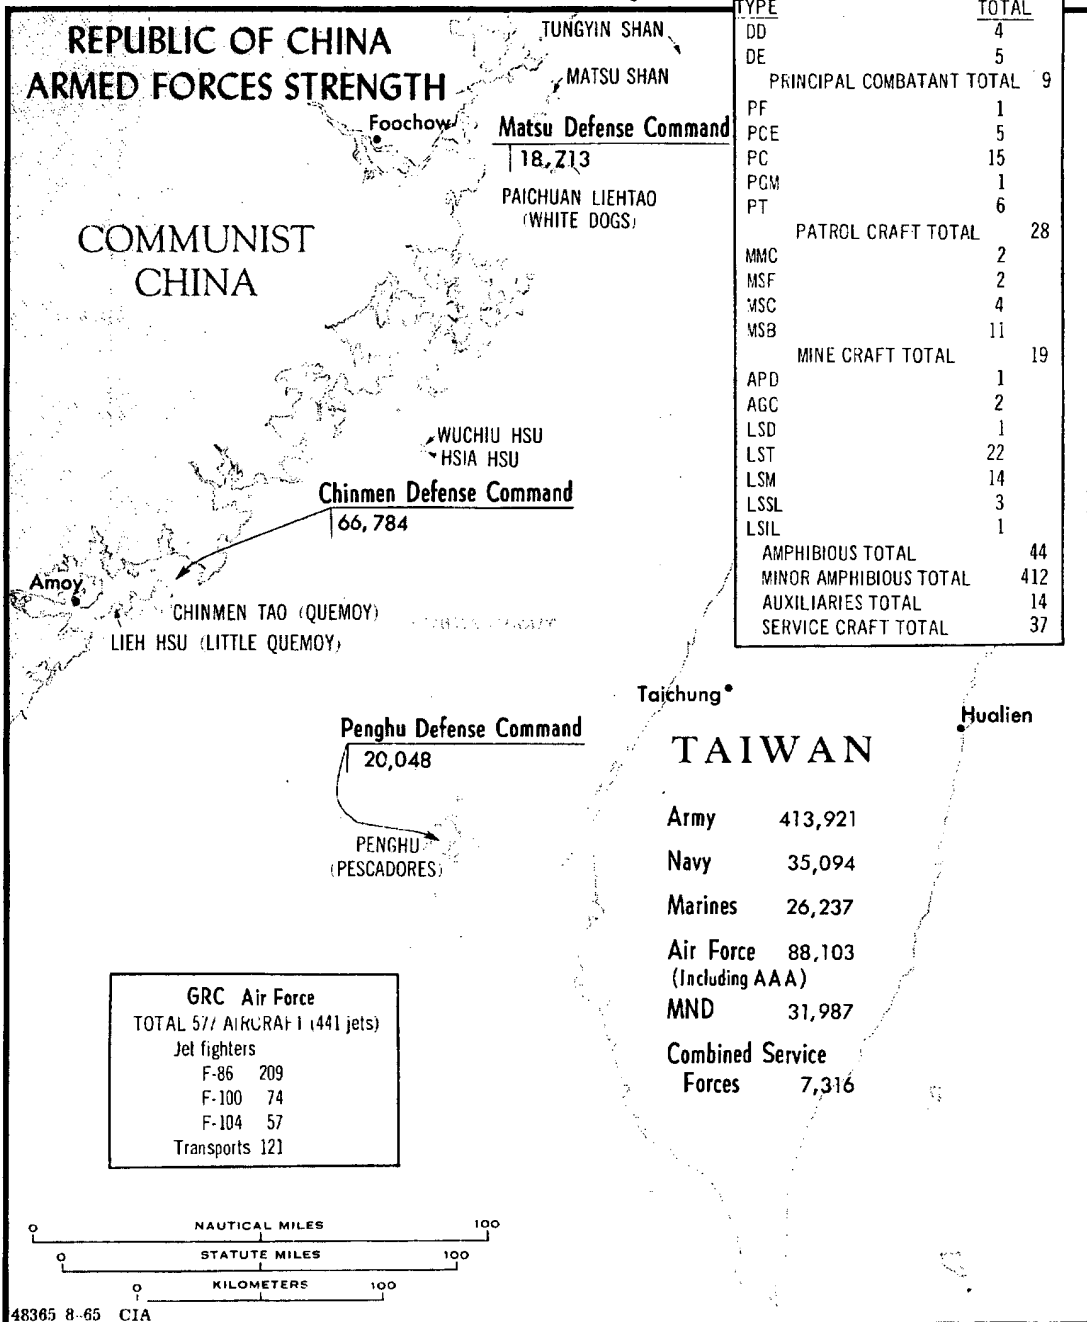 REPUBLIC OF CHINA
ARMED FORCES STRENGTH
TUNGYIN SHAN
MATSU SHAN
Foochow
Matsu Defense Command
18,713
PAICHUAN LIEHTAO
(WHITE DOGS)
COMMUNIST
CHINA
WUCHIU HSU
HSIA HSU
Chinmen Defense Command
66,784
Amoy
CHINMEN TAO (QUEMOY)
LIEH HSU (LITTLE QUEMOY)
Penghu Defense Command
20,048
PENGHU
(PESCADORES)
TYPE TOTAL
DD 4
DE 5
PRINCIPAL COMBATANT TOTAL 9
PF 1
PCE 5
PC 15
PGM 1
PT 6
PATROL CRAFT TOTAL 28
MMC 2
MSF 2
MSC 4
MSB 11
MINE CRAFT TOTAL 19
APD 1
AGC 2
LSD 1
LST 22
LSM 14
LSSL 3
LSIL 1
AMPHIBIOUS TOTAL 44
MINOR AMPHIBIOUS TOTAL 412
AUXILIARIES TOTAL 14
SERVICE CRAFT TOTAL 37
Taichung
Hualien
TAIWAN
Army 413,921
Navy 35,094
Marines 26,237
Air Force 88,103
(Including AAA)
MND 31,987
Combined Service
Forces 7,316
GRC Air Force
TOTAL 577 AIRCRAFT (441 jets)
Jet fighters
F-86 209
F-100 74
F-104 57
Transports 121
0 NAUTICAL MILES 100
0 STATUTE MILES 100
0 KILOMETERS 100
48365 8-65 CIA